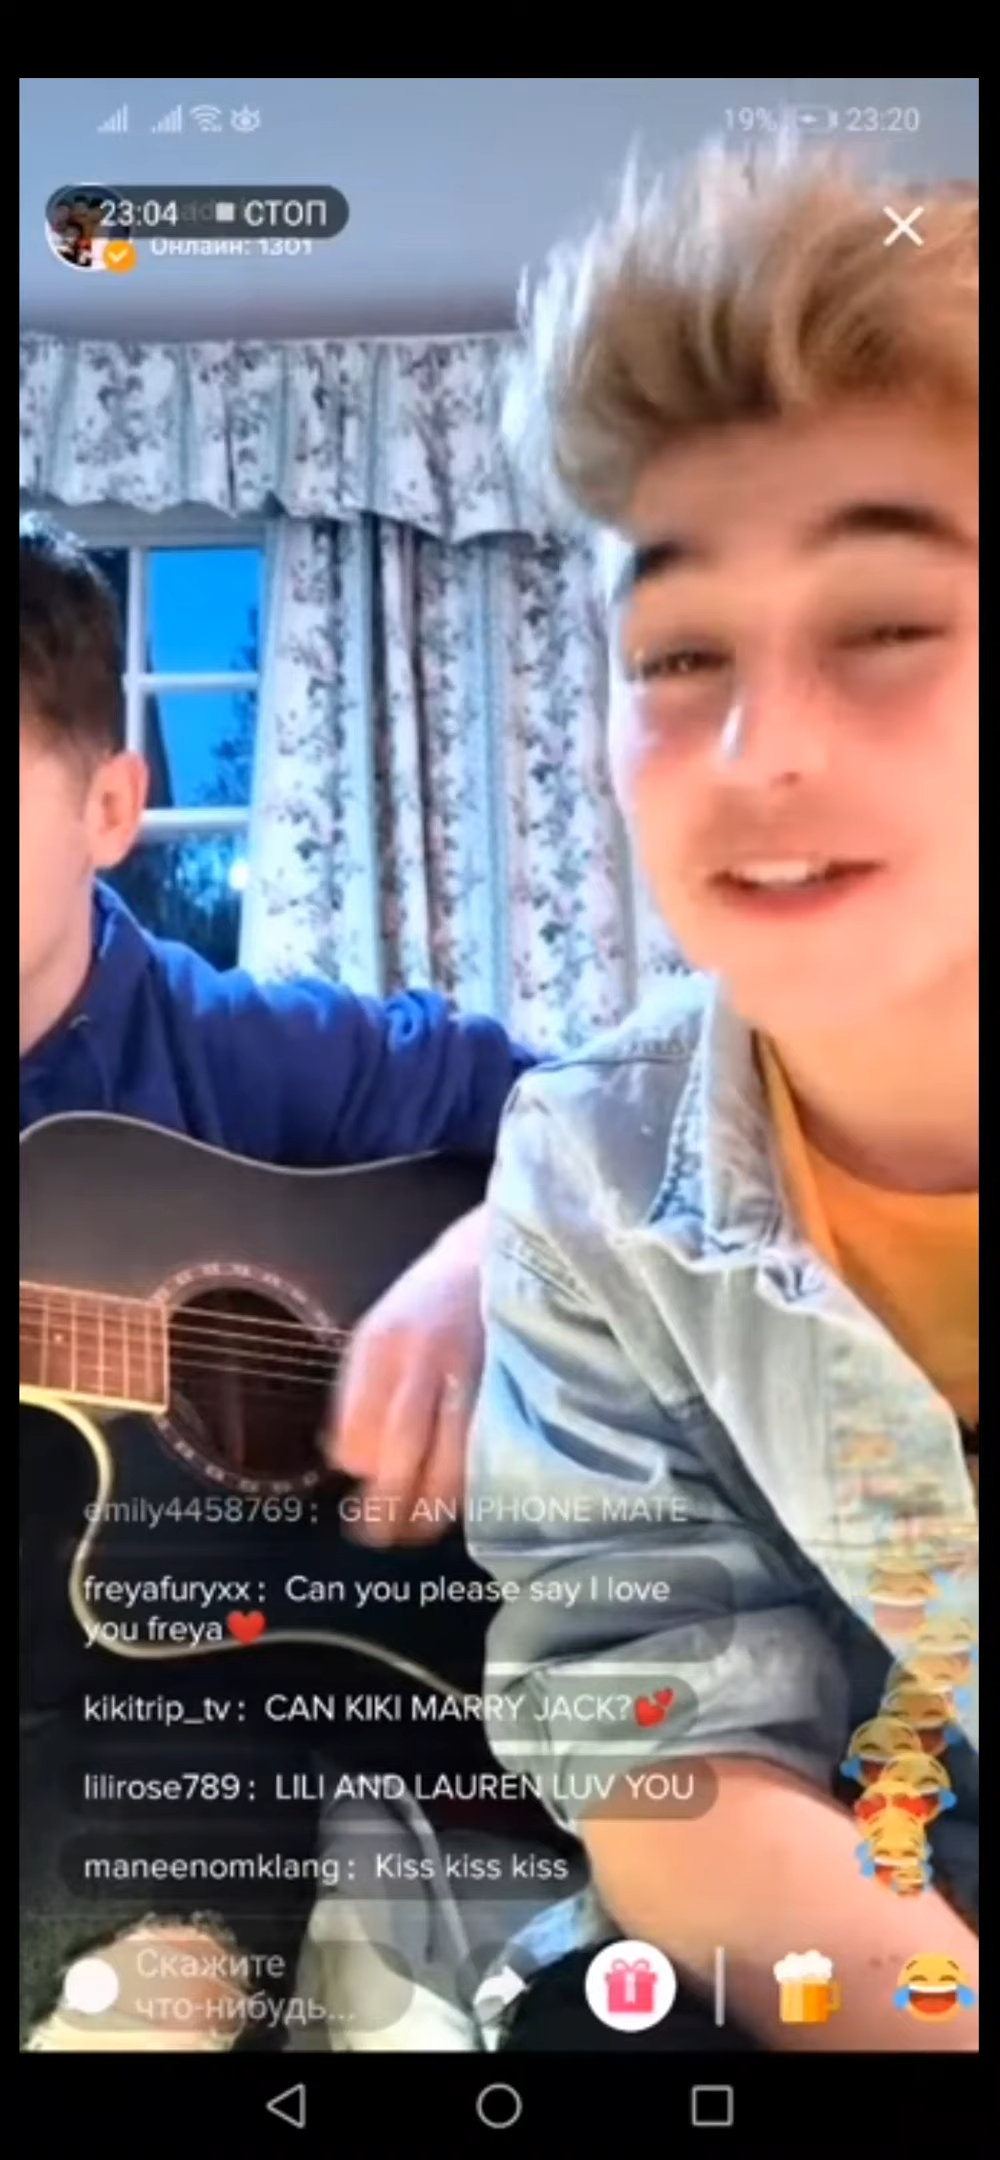 19% 23:20
23:04 СТОП
Онлайн: 1301
emily4458769: GET AN IPHONE MATE
freyafuryxx: Can you please say I love
you freya❤️
kikitrip_tv: CAN KIKI MARRY JACK?💕
lilirose789: LILI AND LAUREN LUV YOU
maneenomklang: Kiss kiss kiss
Скажите
что-нибудь...